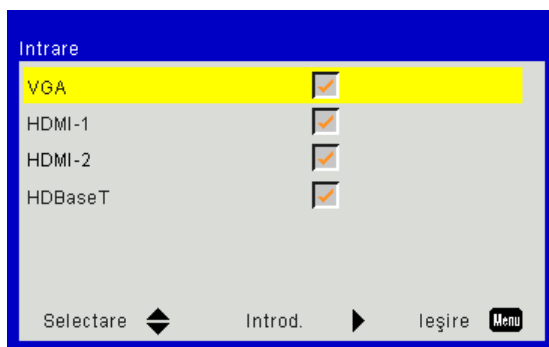 Intrare
VGA
HDMI-1
HDMI-2
HDBaseT
Selectare Introd. Ieşire Menu